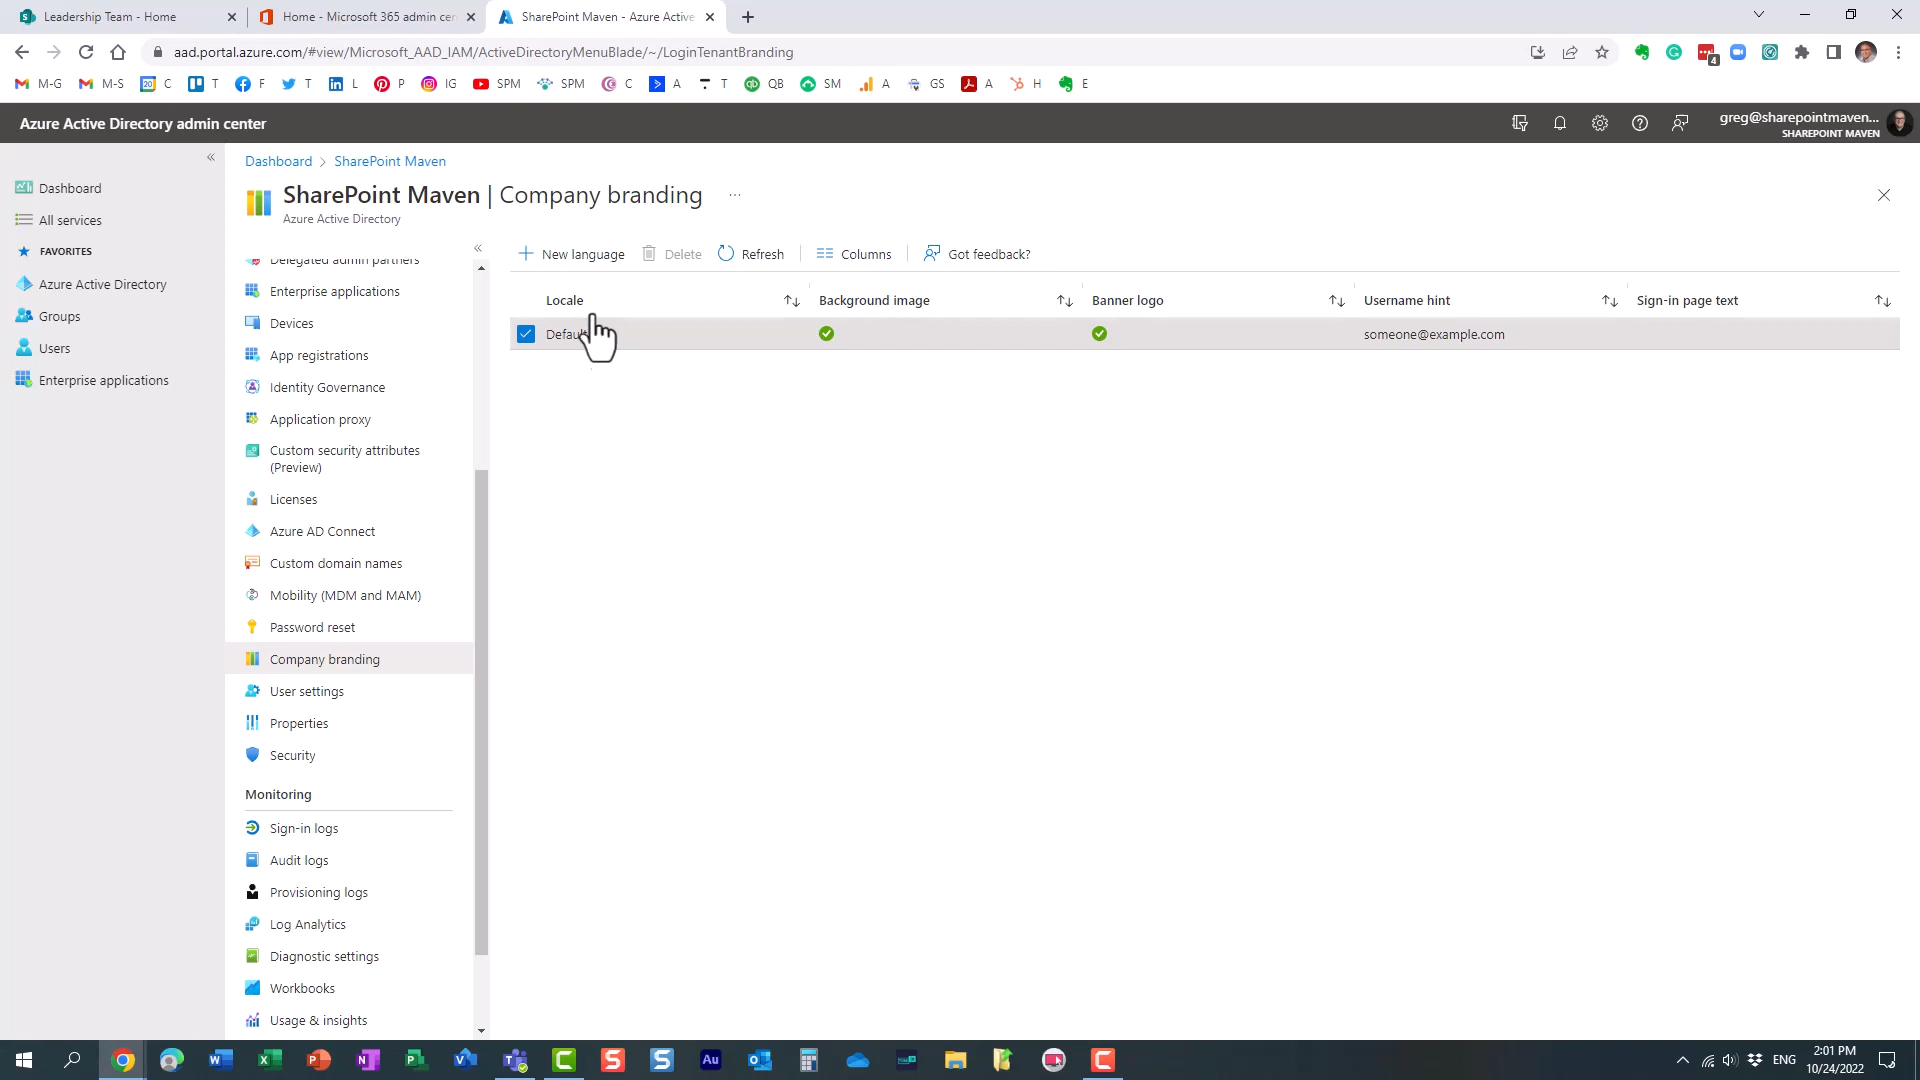 Leadership Team - Home
Home - Microsoft 365 admin cen
SharePoint Maven - Azure Active
aad.portal.azure.com/#view/Microsoft_AAD_IAM/ActiveDirectoryMenuBlade/~/LoginTenantBranding
4
M-G
M-S
20
C
T
F
T
L
P
IG
SPM
SPM
C
A
T
QB
SM
A
GS
A
H
E
Azure Active Directory admin center
greg@sharepointmaven...
SHAREPOINT MAVEN
Dashboard
All services
FAVORITES
Azure Active Directory
Groups
Users
Enterprise applications
Dashboard > SharePoint Maven
SharePoint Maven | Company branding
...
Azure Active Directory
Delegated admin partners
Enterprise applications
Devices
App registrations
Identity Governance
Application proxy
Custom security attributes
(Preview)
Licenses
Azure AD Connect
Custom domain names
Mobility (MDM and MAM)
Password reset
Company branding
User settings
Properties
Security
Monitoring
Sign-in logs
Audit logs
Provisioning logs
Log Analytics
Diagnostic settings
Workbooks
Usage & insights
New language
Delete
Refresh
Columns
Got feedback?
Locale
Background image
Banner logo
Username hint
Sign-in page text
someone@example.com
ENG
2:01 PM
10/24/2022